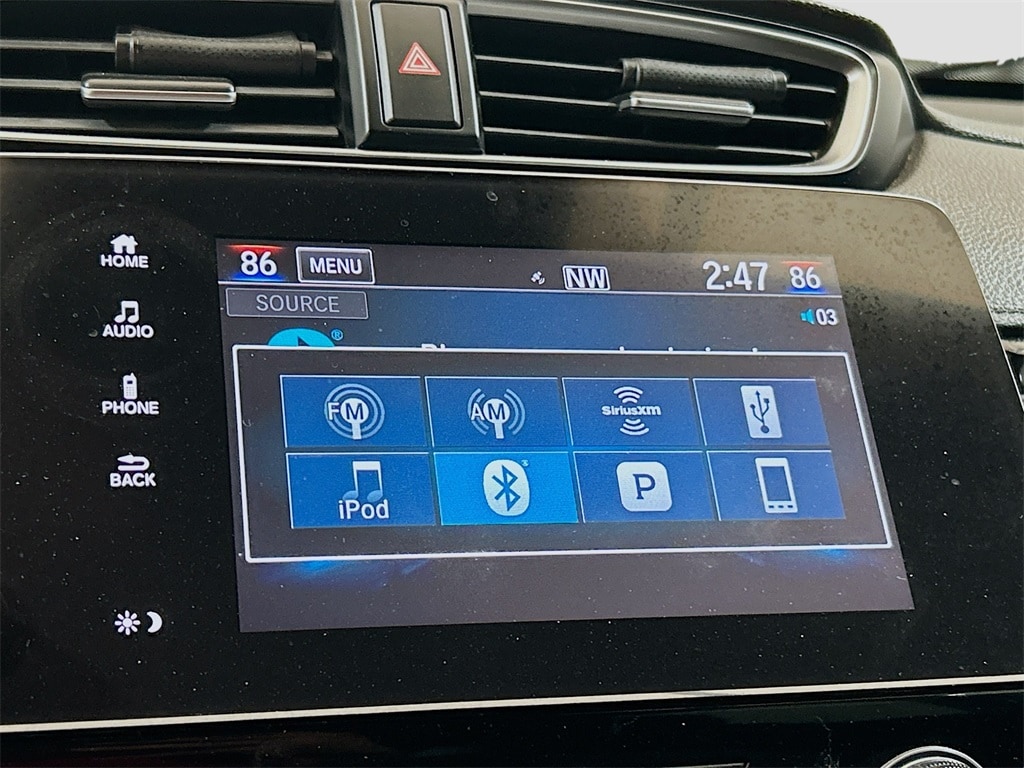 HOME
AUDIO
PHONE
BACK
86 MENU NW 2:47 86
SOURCE
03
FM AM SiriusXM
iPod P